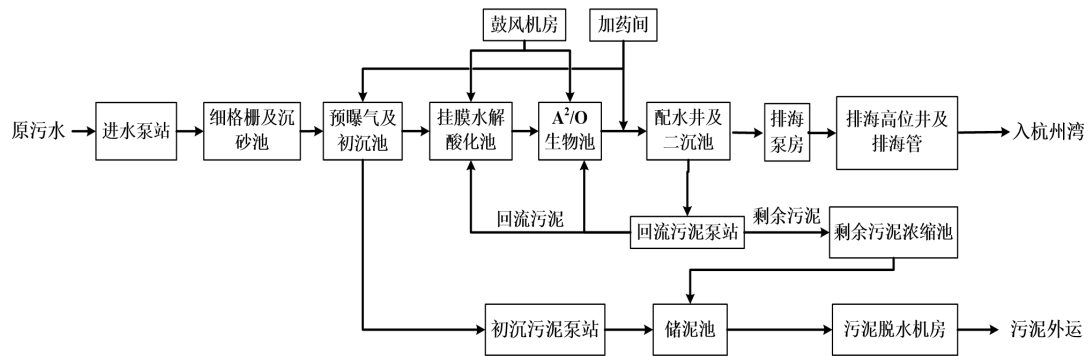 鼓风机房
加药间
原污水
进水泵站
细格栅及沉
砂池
预曝气及
初沉池
挂膜水解
酸化池
A²/O
生物池
配水井及
二沉池
排海
泵房
排海高位井及
排海管
入杭州湾
回流污泥
回流污泥泵站
剩余污泥
剩余污泥浓缩池
初沉污泥泵站
储泥池
污泥脱水机房
污泥外运